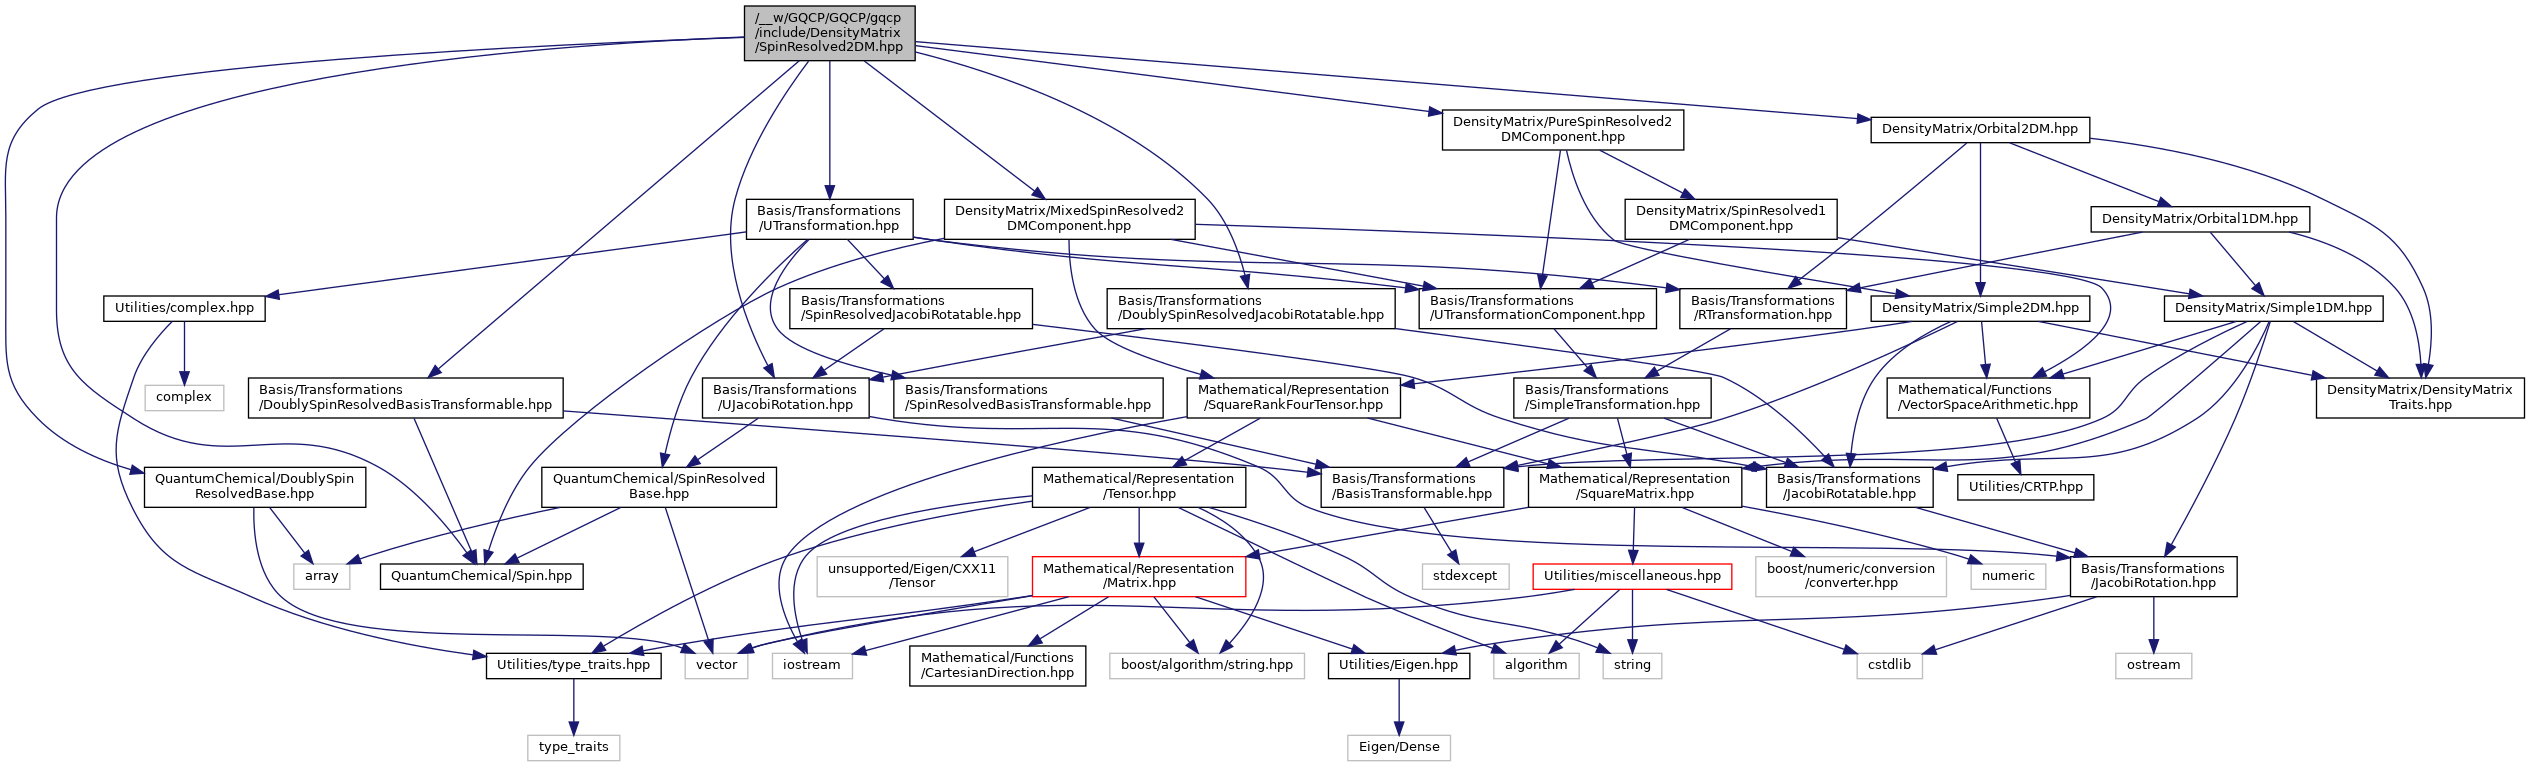 /__w/GQCP/GQCP/gqcp
/include/DensityMatrix
/SpinResolved2DM.hpp
DensityMatrix/PureSpinResolved2
DMComponent.hpp
DensityMatrix/Orbital2DM.hpp
Basis/Transformations
/UTransformation.hpp
DensityMatrix/MixedSpinResolved2
DMComponent.hpp
DensityMatrix/SpinResolved1
DMComponent.hpp
DensityMatrix/Orbital1DM.hpp
Utilities/complex.hpp
Basis/Transformations
/SpinResolvedJacobiRotatable.hpp
Basis/Transformations
/DoublySpinResolvedJacobiRotatable.hpp
Basis/Transformations
/UTransformationComponent.hpp
Basis/Transformations
/RTransformation.hpp
DensityMatrix/Simple2DM.hpp
DensityMatrix/Simple1DM.hpp
complex
Basis/Transformations
/DoublySpinResolvedBasisTransformable.hpp
Basis/Transformations
/UJacobiRotation.hpp
Basis/Transformations
/SpinResolvedBasisTransformable.hpp
Mathematical/Representation
/SquareRankFourTensor.hpp
Basis/Transformations
/SimpleTransformation.hpp
Mathematical/Functions
/VectorSpaceArithmetic.hpp
DensityMatrix/DensityMatrix
Traits.hpp
QuantumChemical/DoublySpin
ResolvedBase.hpp
QuantumChemical/SpinResolved
Base.hpp
Mathematical/Representation
/Tensor.hpp
Basis/Transformations
/BasisTransformable.hpp
Mathematical/Representation
/SquareMatrix.hpp
Basis/Transformations
/JacobiRotatable.hpp
Utilities/CRTP.hpp
array
QuantumChemical/Spin.hpp
unsupported/Eigen/CXX11
/Tensor
Mathematical/Representation
/Matrix.hpp
stdexcept
Utilities/miscellaneous.hpp
boost/numeric/conversion
/converter.hpp
numeric
Basis/Transformations
/JacobiRotation.hpp
Utilities/type_traits.hpp
vector
iostream
Mathematical/Functions
/CartesianDirection.hpp
boost/algorithm/string.hpp
Utilities/Eigen.hpp
algorithm
string
cstdlib
ostream
type_traits
Eigen/Dense